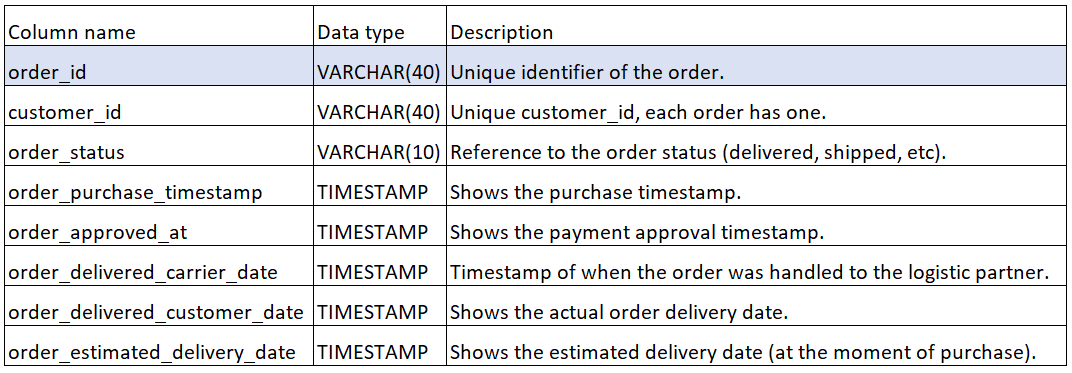 Column name Data type Description
order_id VARCHAR(40) Unique identifier of the order.
customer_id VARCHAR(40) Unique customer_id, each order has one.
order_status VARCHAR(10) Reference to the order status (delivered, shipped, etc).
order_purchase_timestamp TIMESTAMP Shows the purchase timestamp.
order_approved_at TIMESTAMP Shows the payment approval timestamp.
order_delivered_carrier_date TIMESTAMP Timestamp of when the order was handled to the logistic partner.
order_delivered_customer_date TIMESTAMP Shows the actual order delivery date.
order_estimated_delivery_date TIMESTAMP Shows the estimated delivery date (at the moment of purchase).